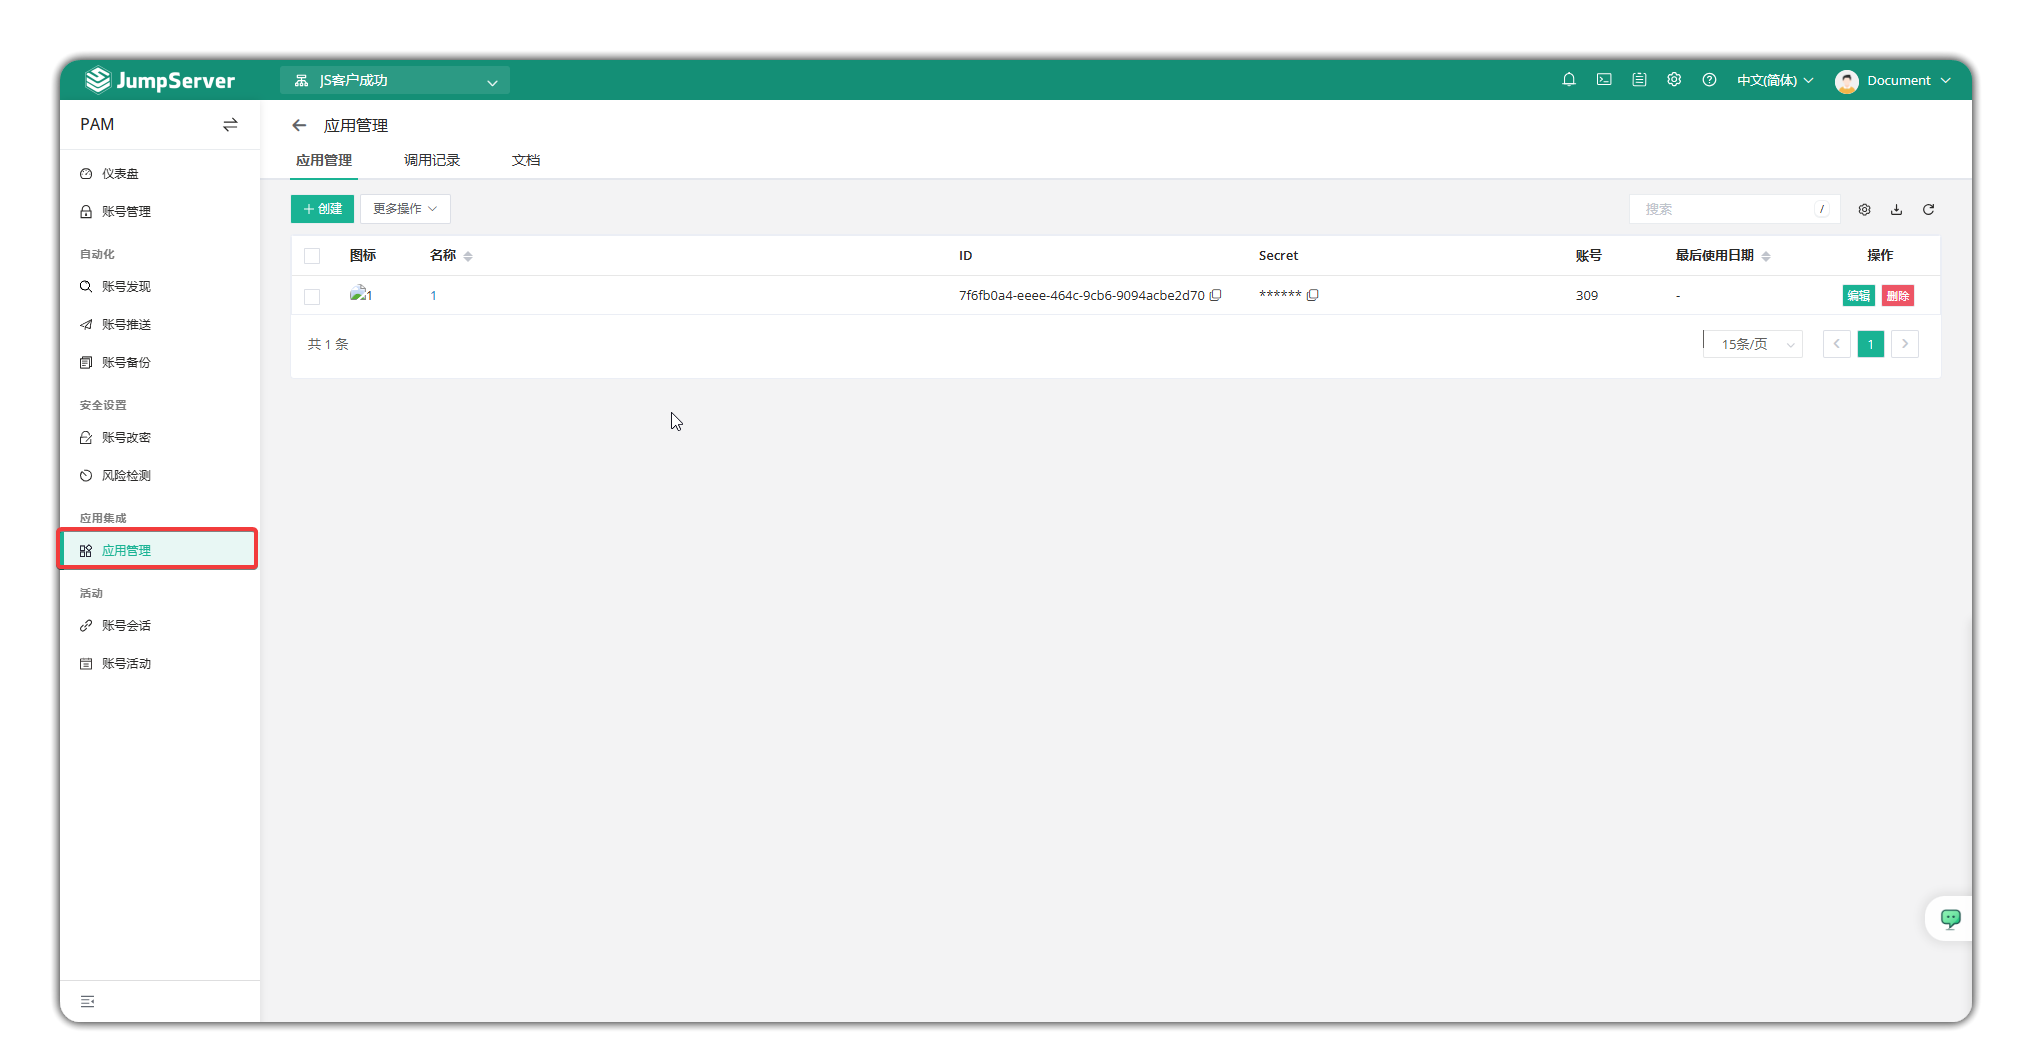 JumpServer
JS客户成功
中文(简体)
Document
PAM
仪表盘
账号管理
自动化
账号发现
账号推送
账号备份
安全设置
账号改密
风险检测
应用集成
应用管理
活动
账号会话
账号活动
应用管理
应用管理 调用记录 文档
创建 更多操作
搜索 /
图标 名称 ID Secret 账号 最后使用日期 操作
1 1 7f6fb0a4-eeee-464c-9cb6-9094acbe2d70 ****** 309 - 编辑 删除
共 1 条
15条/页 1